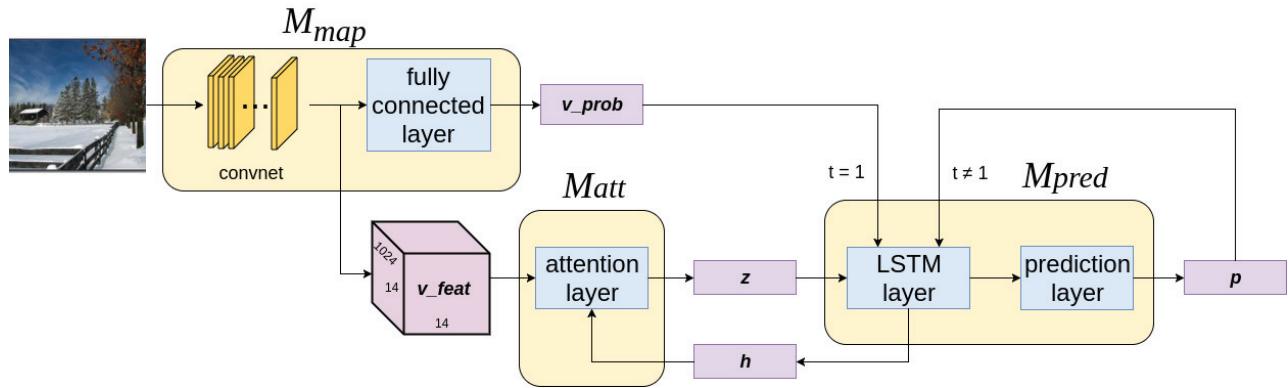 M_map
convnet
fully
connected
layer
v_prob
t = 1
t ≠ 1
Matt
Mpred
1024
14
v_feat
14
attention
layer
z
LSTM
layer
prediction
layer
p
h